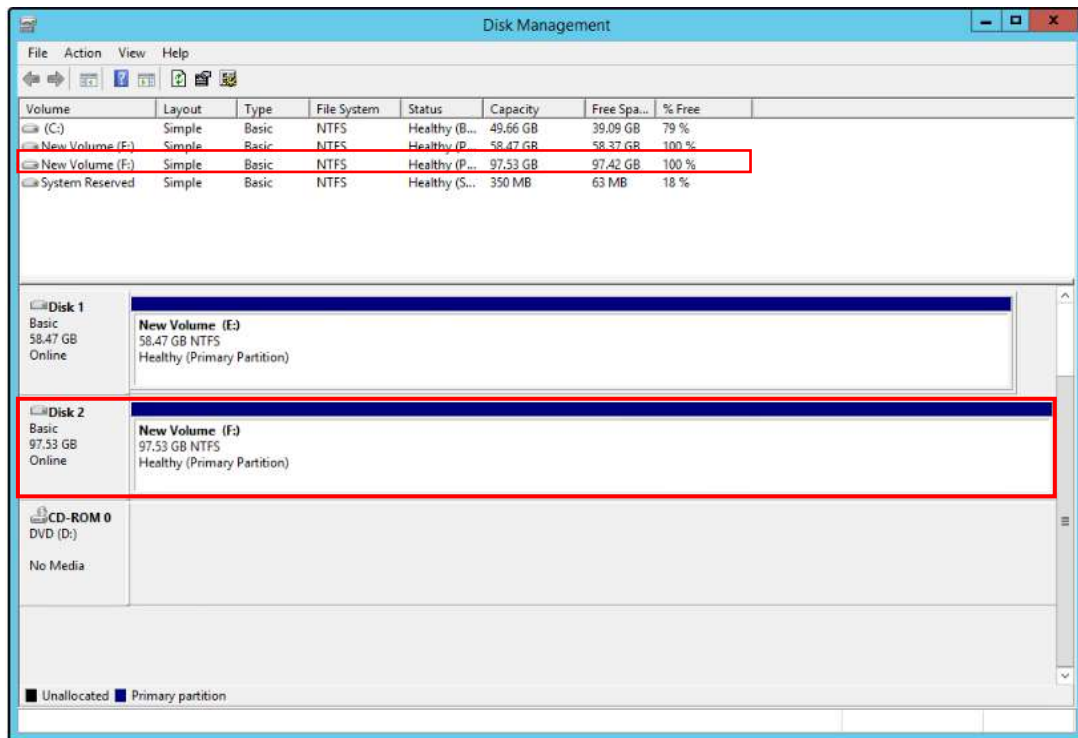 Disk Management
File Action View Help
Volume Layout Type File System Status Capacity Free Spa... % Free
(C:) Simple Basic NTFS Healthy (B... 49.66 GB 39.09 GB 79 %
New Volume (E:) Simple Basic NTFS Healthy (P... 58.47 GB 58.37 GB 100 %
New Volume (F:) Simple Basic NTFS Healthy (P... 97.53 GB 97.42 GB 100 %
System Reserved Simple Basic NTFS Healthy (S... 350 MB 63 MB 18 %
Disk 1
Basic
58.47 GB
Online
New Volume (E:)
58.47 GB NTFS
Healthy (Primary Partition)
Disk 2
Basic
97.53 GB
Online
New Volume (F:)
97.53 GB NTFS
Healthy (Primary Partition)
CD-ROM 0
DVD (D:)
No Media
Unallocated Primary partition